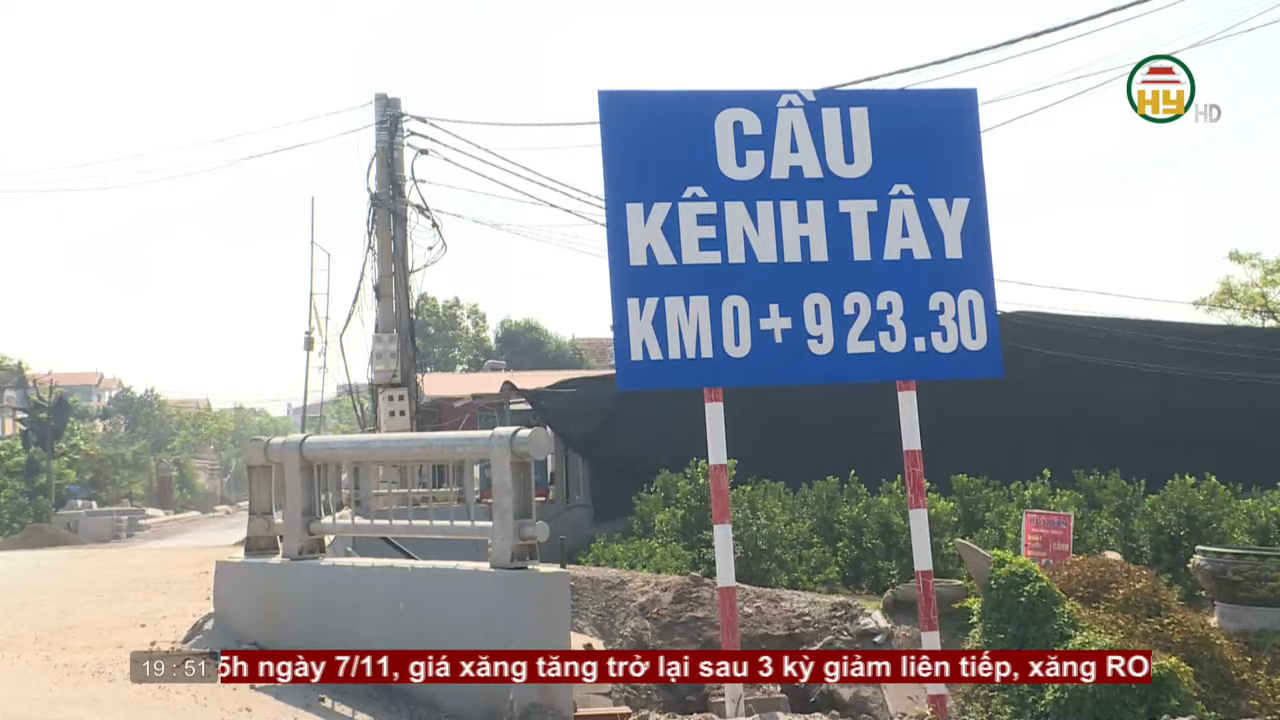 CẦU
KÊNH TÂY
KM0+923.30
HY HD
19:51 5h ngày 7/11, giá xăng tăng trở lại sau 3 kỳ giảm liên tiếp, xăng RO